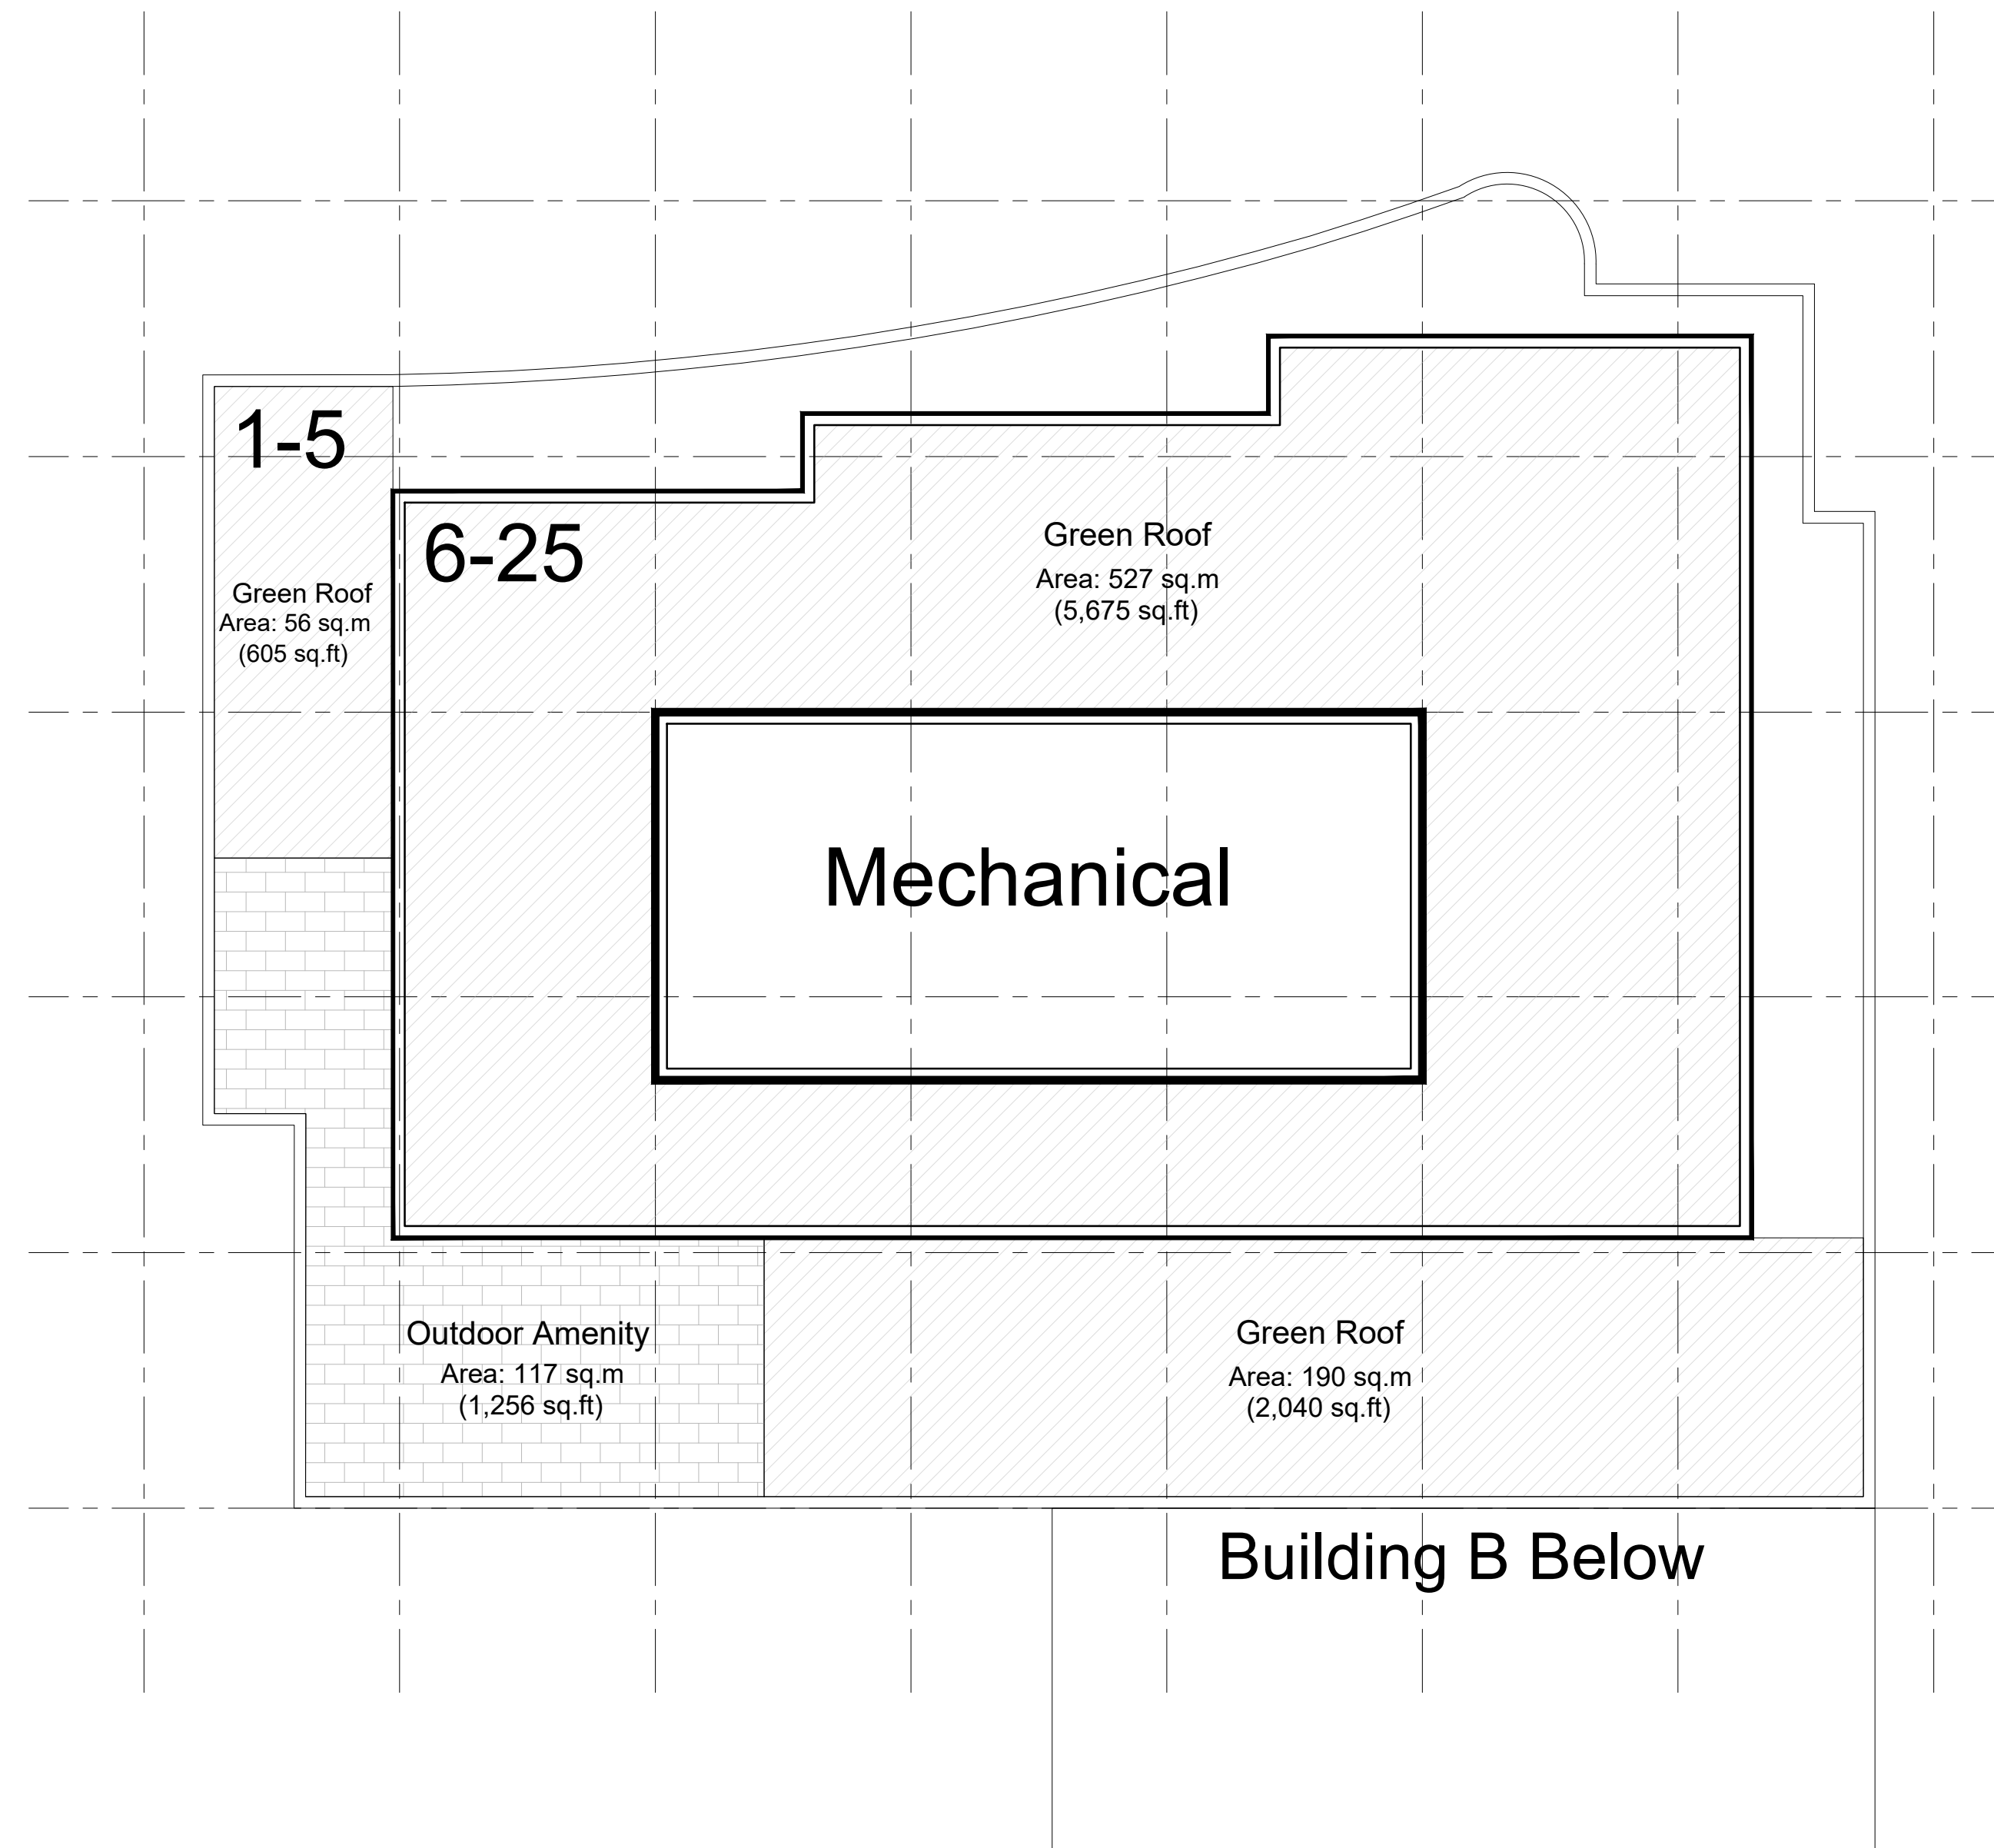 1-5
6-25
Green Roof
Area: 527 sq.m
(5,675 sq.ft)
Green Roof
Area: 56 sq.m
(605 sq.ft)
Mechanical
Outdoor Amenity
Area: 117 sq.m
(1,256 sq.ft)
Green Roof
Area: 190 sq.m
(2,040 sq.ft)
Building B Below